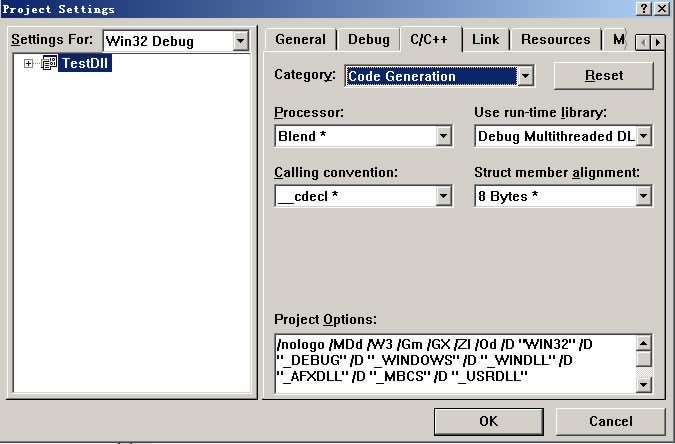 Project Settings
Settings For: Win32 Debug
TestDll
General Debug C/C++ Link Resources M
Category: Code Generation Reset
Processor: Use run-time library:
Blend * Debug Multithreaded DL
Calling convention: Struct member alignment:
__cdecl * 8 Bytes *
Project Options:
/nologo /MDd /W3 /Gm /GX /ZI /Od /D "WIN32" /D
"_DEBUG" /D "_WINDOWS" /D "_WINDLL" /D
"_AFXDLL" /D "_MBCS" /D "_USRDLL"
OK Cancel